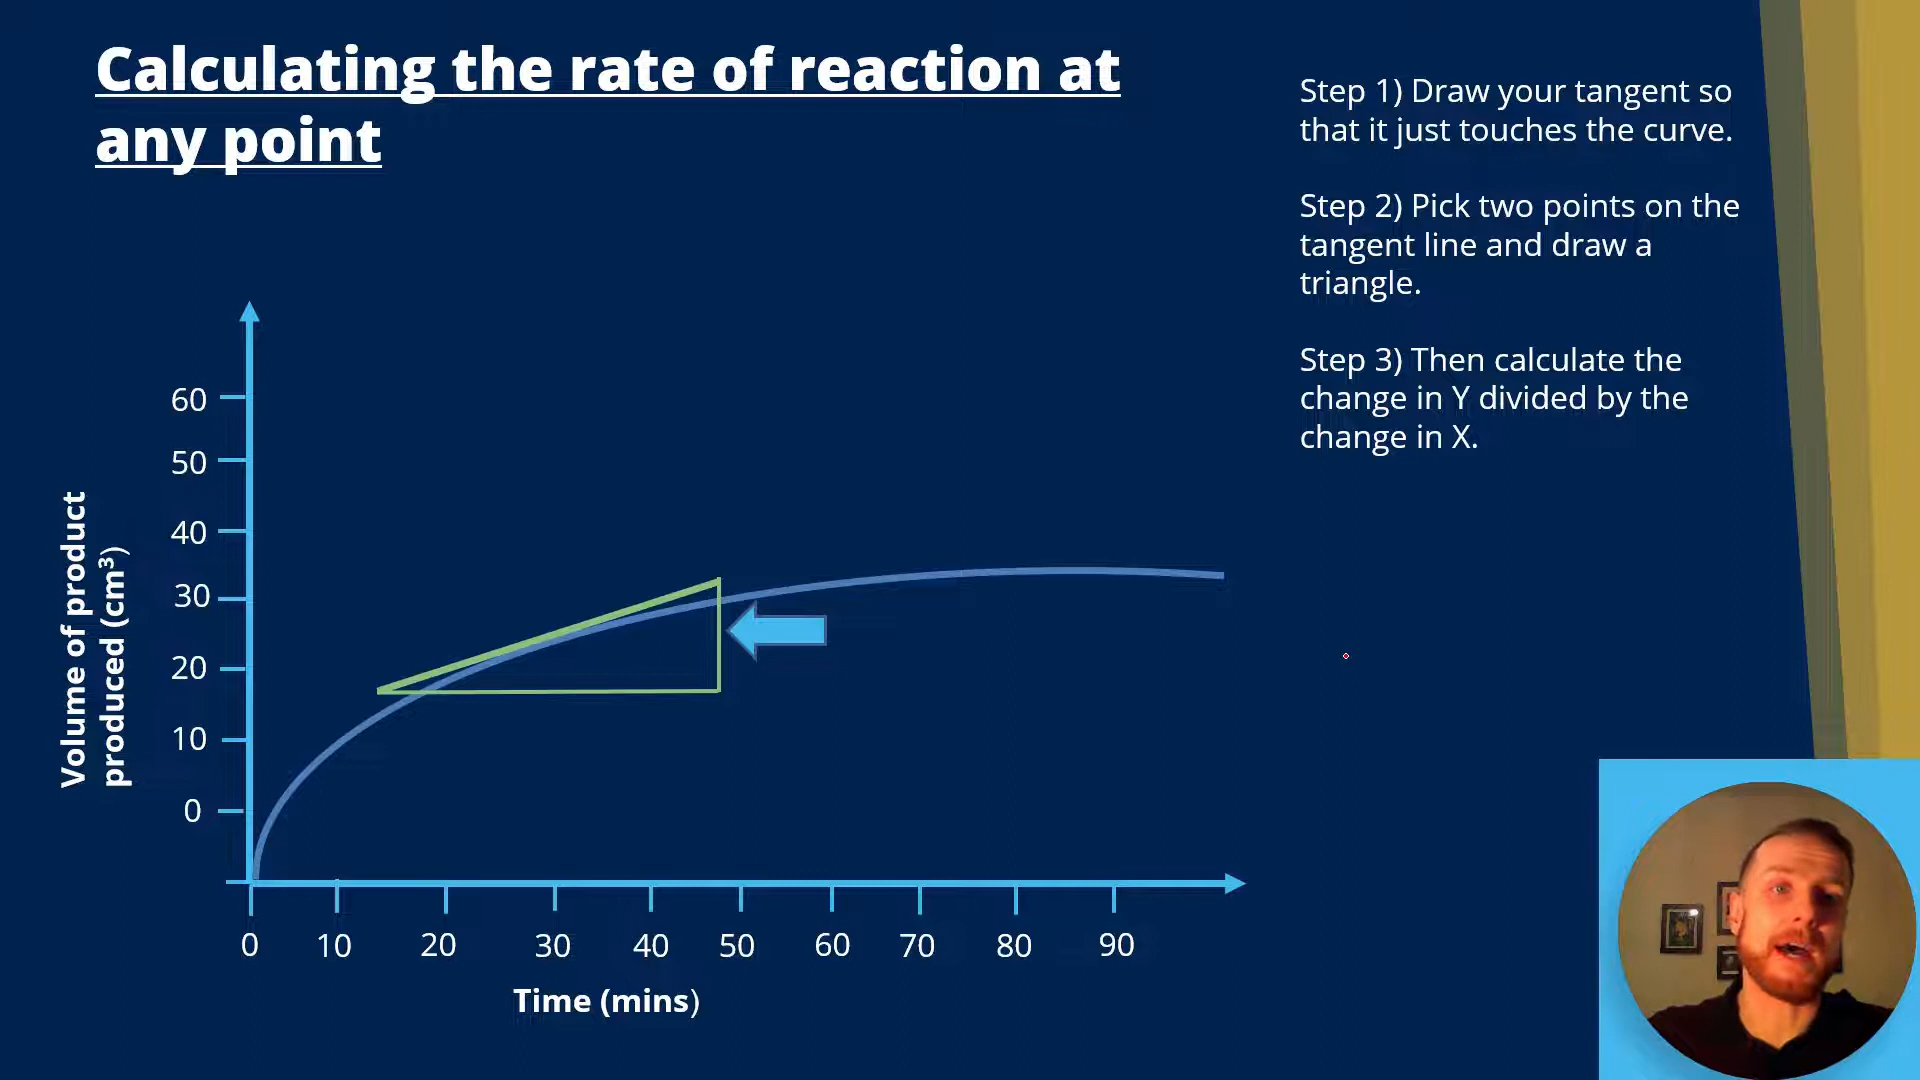 Calculating the rate of reaction at
any point
Step 1) Draw your tangent so
that it just touches the curve.
Step 2) Pick two points on the
tangent line and draw a
triangle.
Step 3) Then calculate the
change in Y divided by the
change in X.
Volume of product
produced (cm³)
60
50
40
30
20
10
0
0 10 20 30 40 50 60 70 80 90
Time (mins)